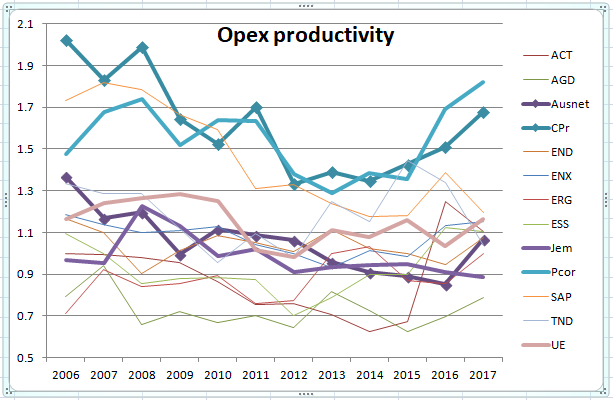 Opex productivity
2.1
1.9
1.7
1.5
1.3
1.1
0.9
0.7
0.5
2006 2007 2008 2009 2010 2011 2012 2013 2014 2015 2016 2017
ACT
AGD
Ausnet
CPr
END
ENX
ERG
ESS
Jem
Pcor
SAP
TND
UE